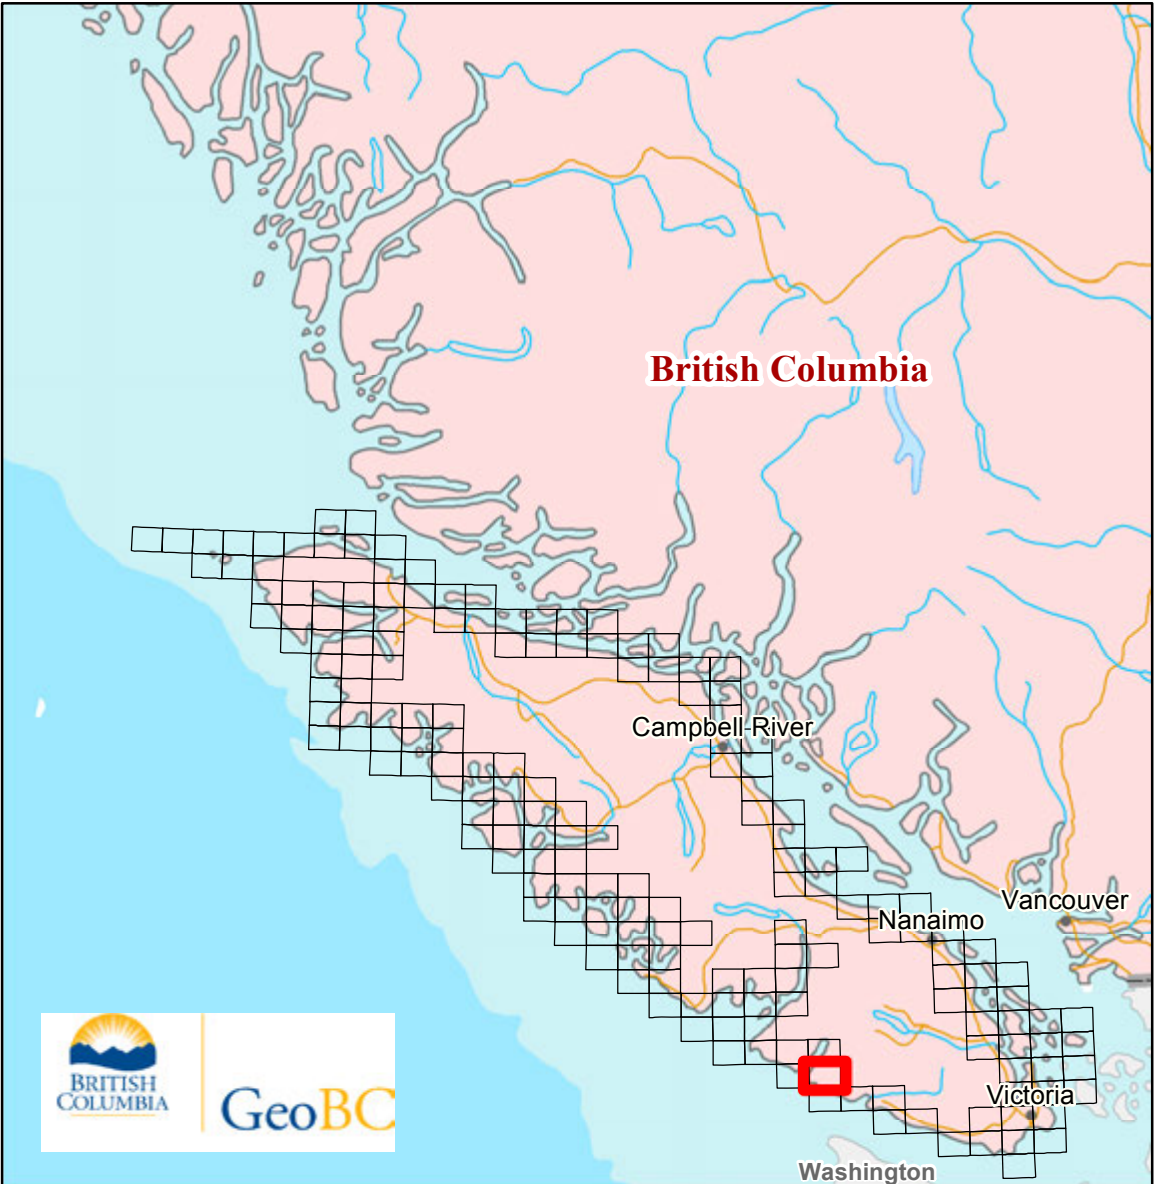 British Columbia
Campbell River
Vancouver
Nanaimo
BRITISH
COLUMBIA
GeoBC
Victoria
Washington